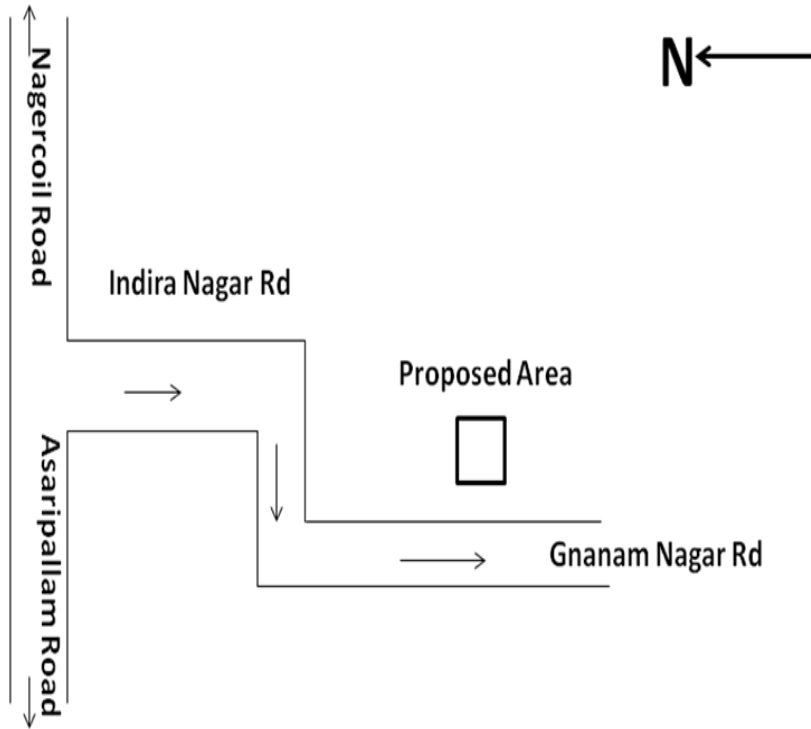 N
Nagercoil Road
Indira Nagar Rd
Proposed Area
Asaripallam Road
Gnanam Nagar Rd